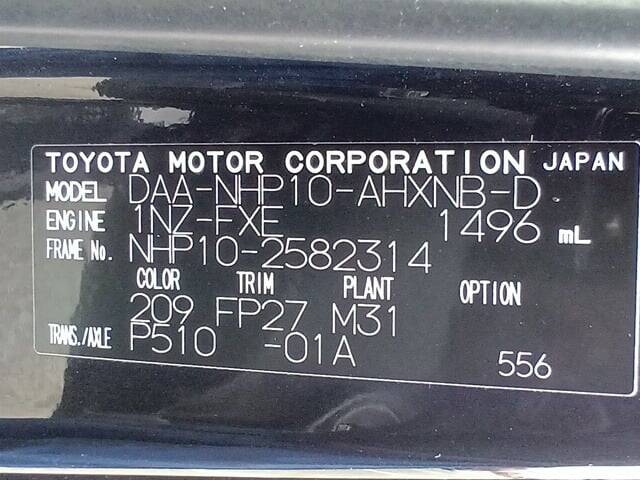 TOYOTA MOTOR CORPORATION JAPAN
MODEL DAA-NHP10-AHXNB-D
ENGINE 1NZ-FXE 1496 mL
FRAME No. NHP10-2582314
COLOR TRIM PLANT OPTION
209 FP27 M31
TRANS./AXLE P510 -01A
556